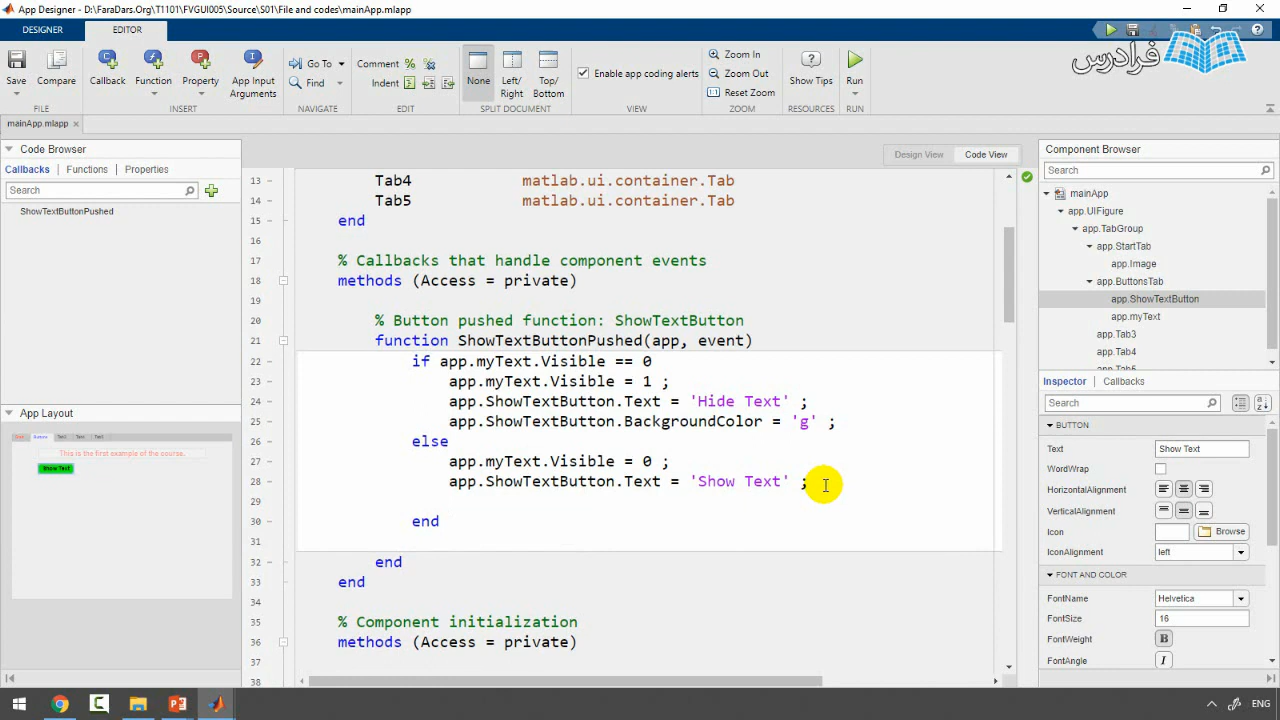 App Designer - D:\FaraDars.Org\T1101\FVGUI005\Source\S01\File and codes\mainApp.mlapp
DESIGNER
EDITOR
فرادرس
Save
Compare
Callback
Function
Property
App Input Arguments
Go To
Find
Comment
Indent
None
Left/Right
Top/Bottom
Enable app coding alerts
Zoom In
Zoom Out
Reset Zoom
Show Tips
Run
FILE
INSERT
NAVIGATE
EDIT
SPLIT DOCUMENT
VIEW
ZOOM
RESOURCES
RUN
mainApp.mlapp
Code Browser
Callbacks Functions Properties
Search
ShowTextButtonPushed
App Layout
This is the first example of the course.
Show Text
Design View
Code View
13 Tab4 matlab.ui.container.Tab
14 Tab5 matlab.ui.container.Tab
15 end
16
17 % Callbacks that handle component events
18 methods (Access = private)
19
20 % Button pushed function: ShowTextButton
21 function ShowTextButtonPushed(app, event)
22 if app.myText.Visible == 0
23 app.myText.Visible = 1 ;
24 app.ShowTextButton.Text = 'Hide Text' ;
25 app.ShowTextButton.BackgroundColor = 'g' ;
26 else
27 app.myText.Visible = 0 ;
28 app.ShowTextButton.Text = 'Show Text' ;
29
30 end
31
32 end
33 end
34
35 % Component initialization
36 methods (Access = private)
37
38
Component Browser
Search
mainApp
app.UIFigure
app.TabGroup
app.StartTab
app.Image
app.ButtonsTab
app.ShowTextButton
app.myText
app.Tab3
app.Tab4
app.Tab5
Inspector Callbacks
Search
BUTTON
Text Show Text
WordWrap
HorizontalAlignment
VerticalAlignment
Icon Browse
IconAlignment left
FONT AND COLOR
FontName Helvetica
FontSize 16
FontWeight B
FontAngle I
ENG